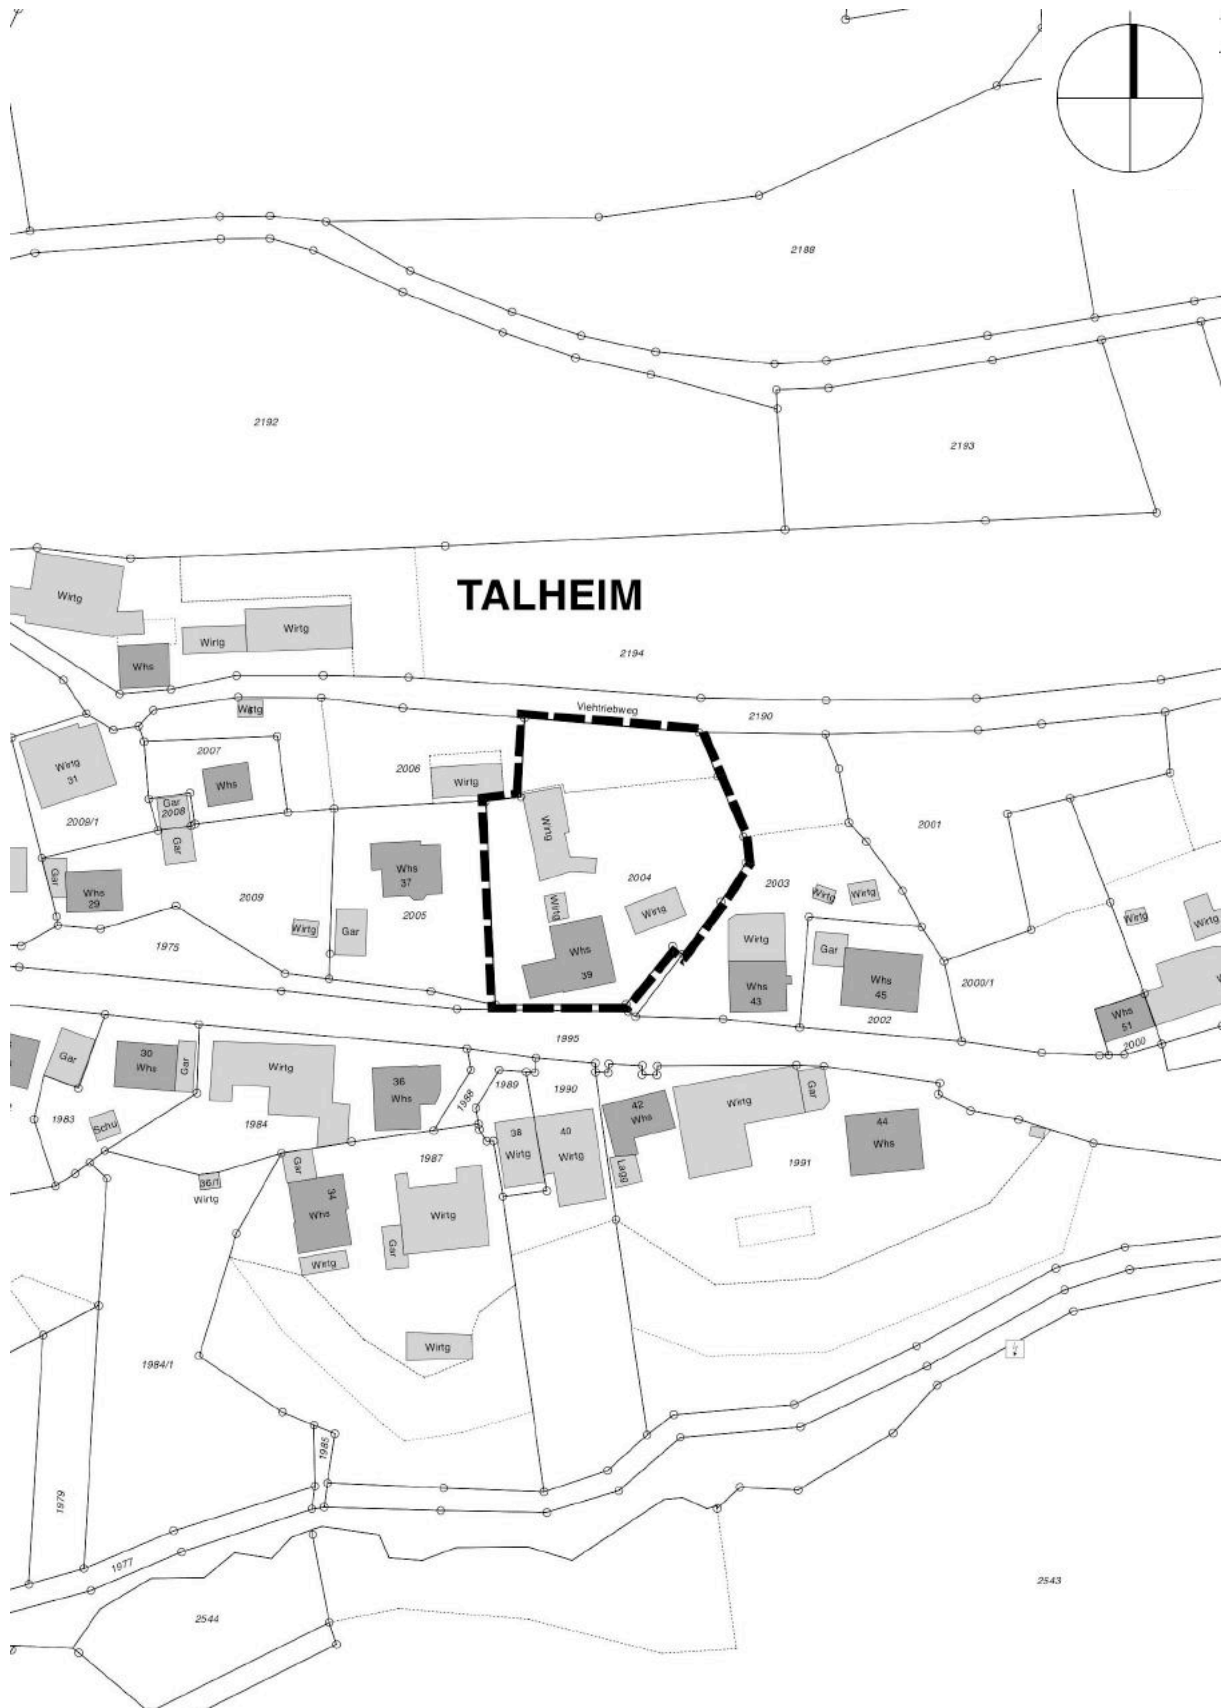 2188
2192
2193
TALHEIM
Wirtg
Wirtg
Wirtg
Whs
2194
Wirtg
Viehtriebweg
2190
2007
2006
Wirtg
31
Whs
Wirtg
Gar
2008
2009/1
Wirtg
2001
Gar
Whs
37
Gar
Whs
29
2009
2005
2004
2003
Wirtg
Wirtg
Wirtg
Wirtg
Wirtg
Wirtg
Wirtg
1975
Wirtg
Gar
Wirtg
Gar
Whs
39
Whs
43
Whs
45
2000/1
2002
Whs
51
2000
1995
Gar
30
Whs
Gar
Wirtg
36
Whs
1989
1990
1988
42
Whs
Wirtg
Gar
1983
Schu
1984
38
Wirtg
40
Wirtg
44
Whs
1987
1991
Gar
Lagg
36/1
Wirtg
34
Whs
Wirtg
Gar
Wirtg
Wirtg
1984/1
1985
1979
1977
2544
2543